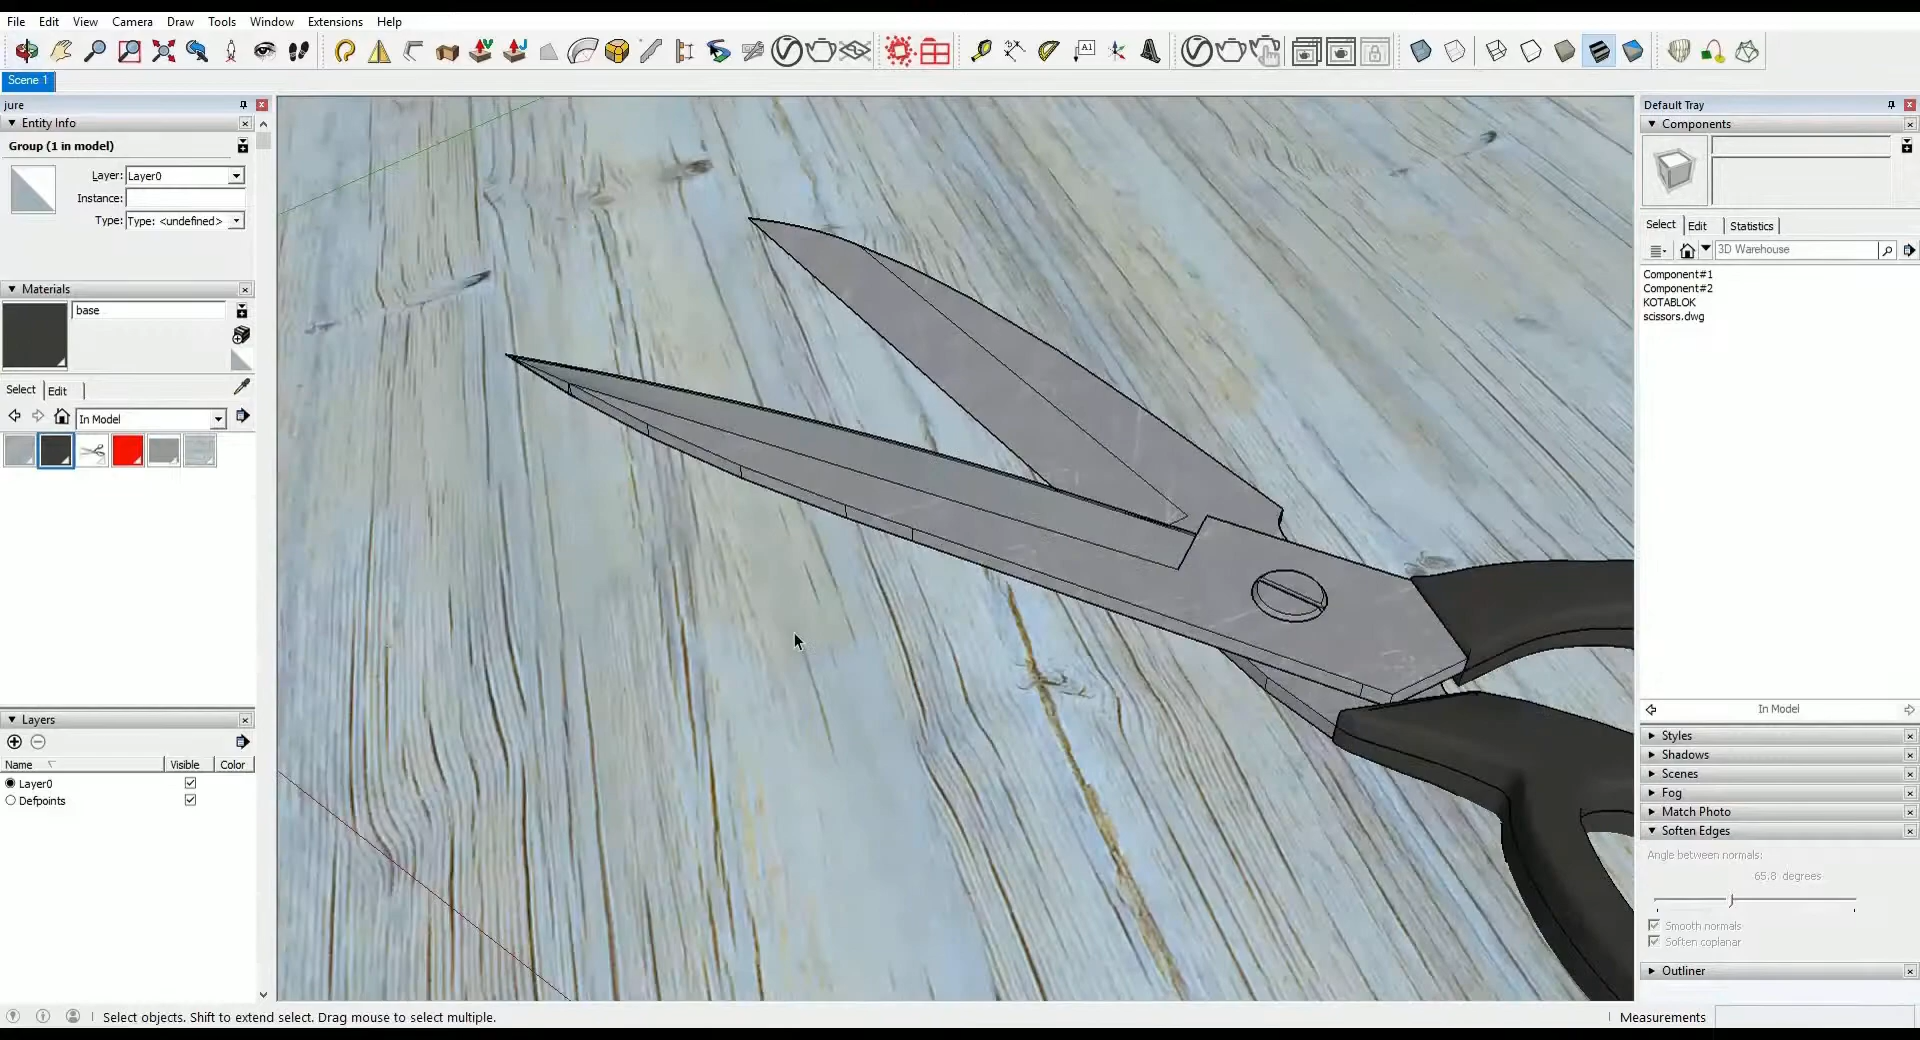 File Edit View Camera Draw Tools Window Extensions Help
A1
Scene 1
jure
Entity Info
Group (1 in model)
Layer: Layer0
Instance:
Type: Type: <undefined>
Materials
base
Select Edit
In Model
Layers
Name Visible Color
Layer0
Defpoints
Default Tray
Components
Select Edit Statistics
3D Warehouse
Component#1
Component#2
KOTABLOK
scissors.dwg
In Model
Styles
Shadows
Scenes
Fog
Match Photo
Soften Edges
Angle between normals:
65.8 degrees
Smooth normals
Soften coplanar
Outliner
Select objects. Shift to extend select. Drag mouse to select multiple.
Measurements